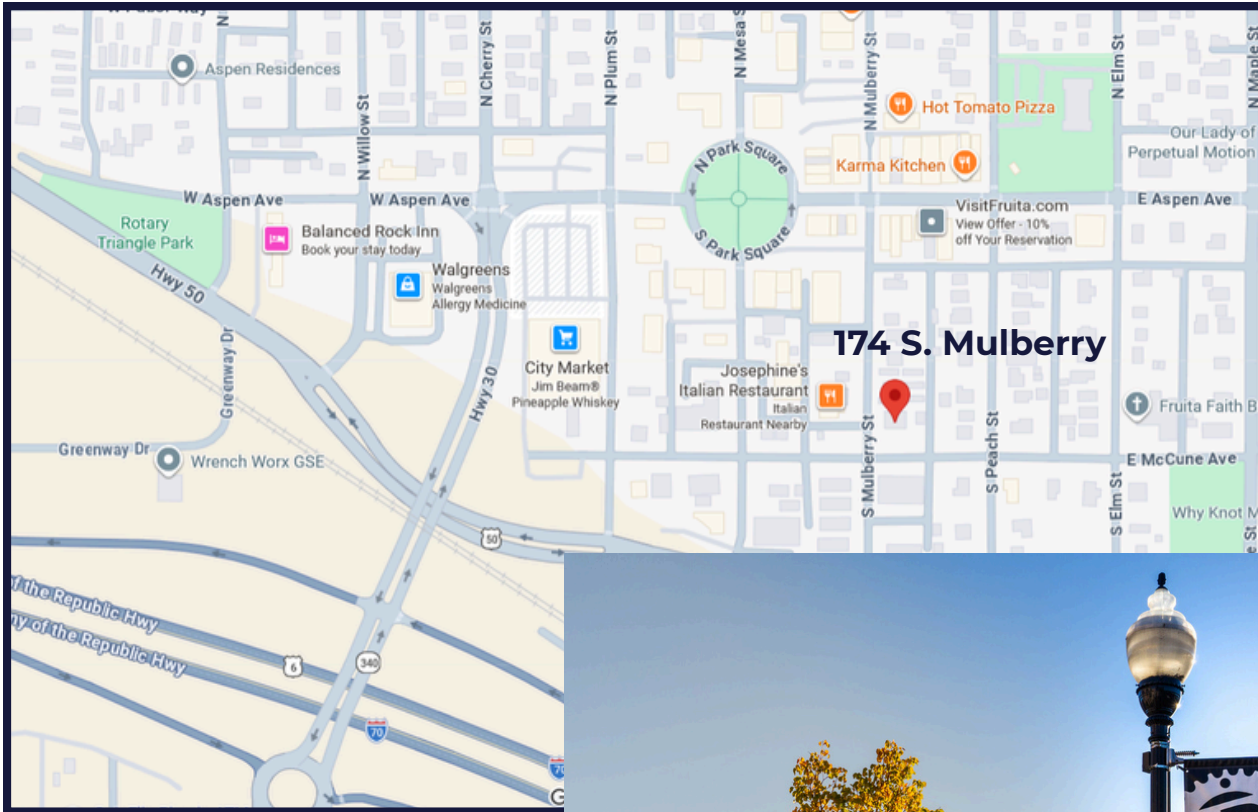 N Cherry St
N Plum St
N Mesa S
N Mulberry St
N Elm St
N Maple St
N Willow St
Aspen Residences
Hot Tomato Pizza
Our Lady of
Perpetual Motion
N Park Square
Karma Kitchen
W Aspen Ave
W Aspen Ave
E Aspen Ave
VisitFruita.com
View Offer - 10%
off Your Reservation
Rotary
Triangle Park
Balanced Rock Inn
Book your stay today
S Park Square
Walgreens
Walgreens
Allergy Medicine
Hwy 50
174 S. Mulberry
City Market
Jim Beam®
Pineapple Whiskey
Josephine's
Italian Restaurant
Italian
Restaurant Nearby
Greenway Dr
Hwy 30
Fruita Faith B
Greenway Dr
Wrench Worx GSE
S Mulberry St
S Peach St
S Elm St
E McCune Ave
Why Knot M
e St
50
of the Republic Hwy
ny of the Republic Hwy
6
340
70
70
G